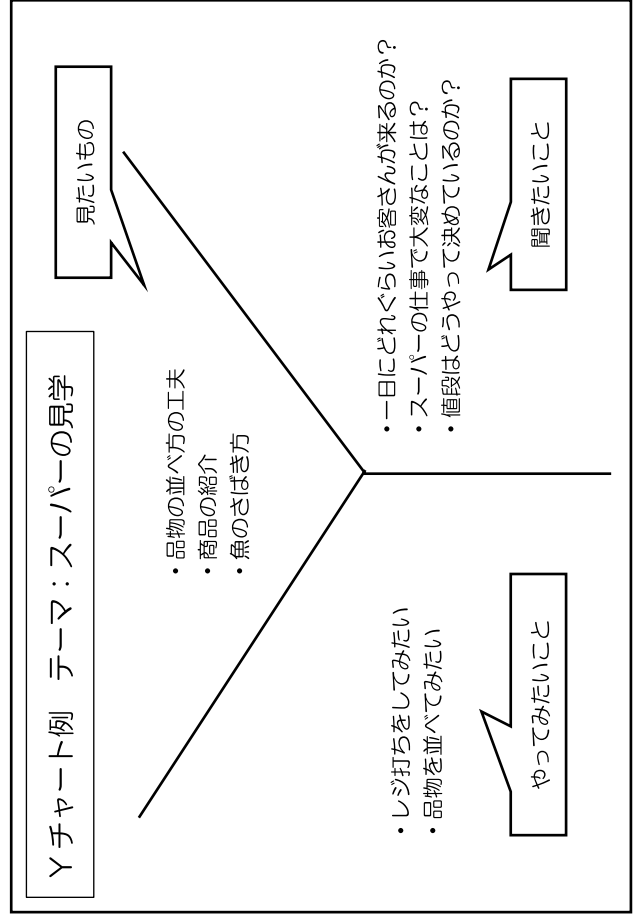 Yチャート例　テーマ：スーパーの見学
見たいもの
・品物の並べ方の工夫
・商品の紹介
・魚のさばき方
・レジ打ちをしてみたい
・品物を並べてみたい
やってみたいこと
・一日にどれぐらいお客さんが来るのか？
・スーパーの仕事で大変なことは？
・値段はどうやって決めているのか？
聞きたいこと